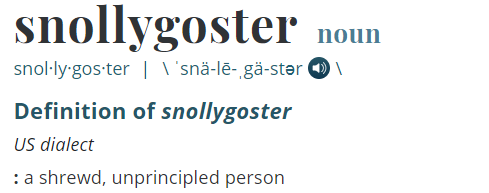 snollygoster noun
snol·ly·gos·ter | \ ˈsnä-lē-ˌgä-stər \
Definition of snollygoster
US dialect
: a shrewd, unprincipled person